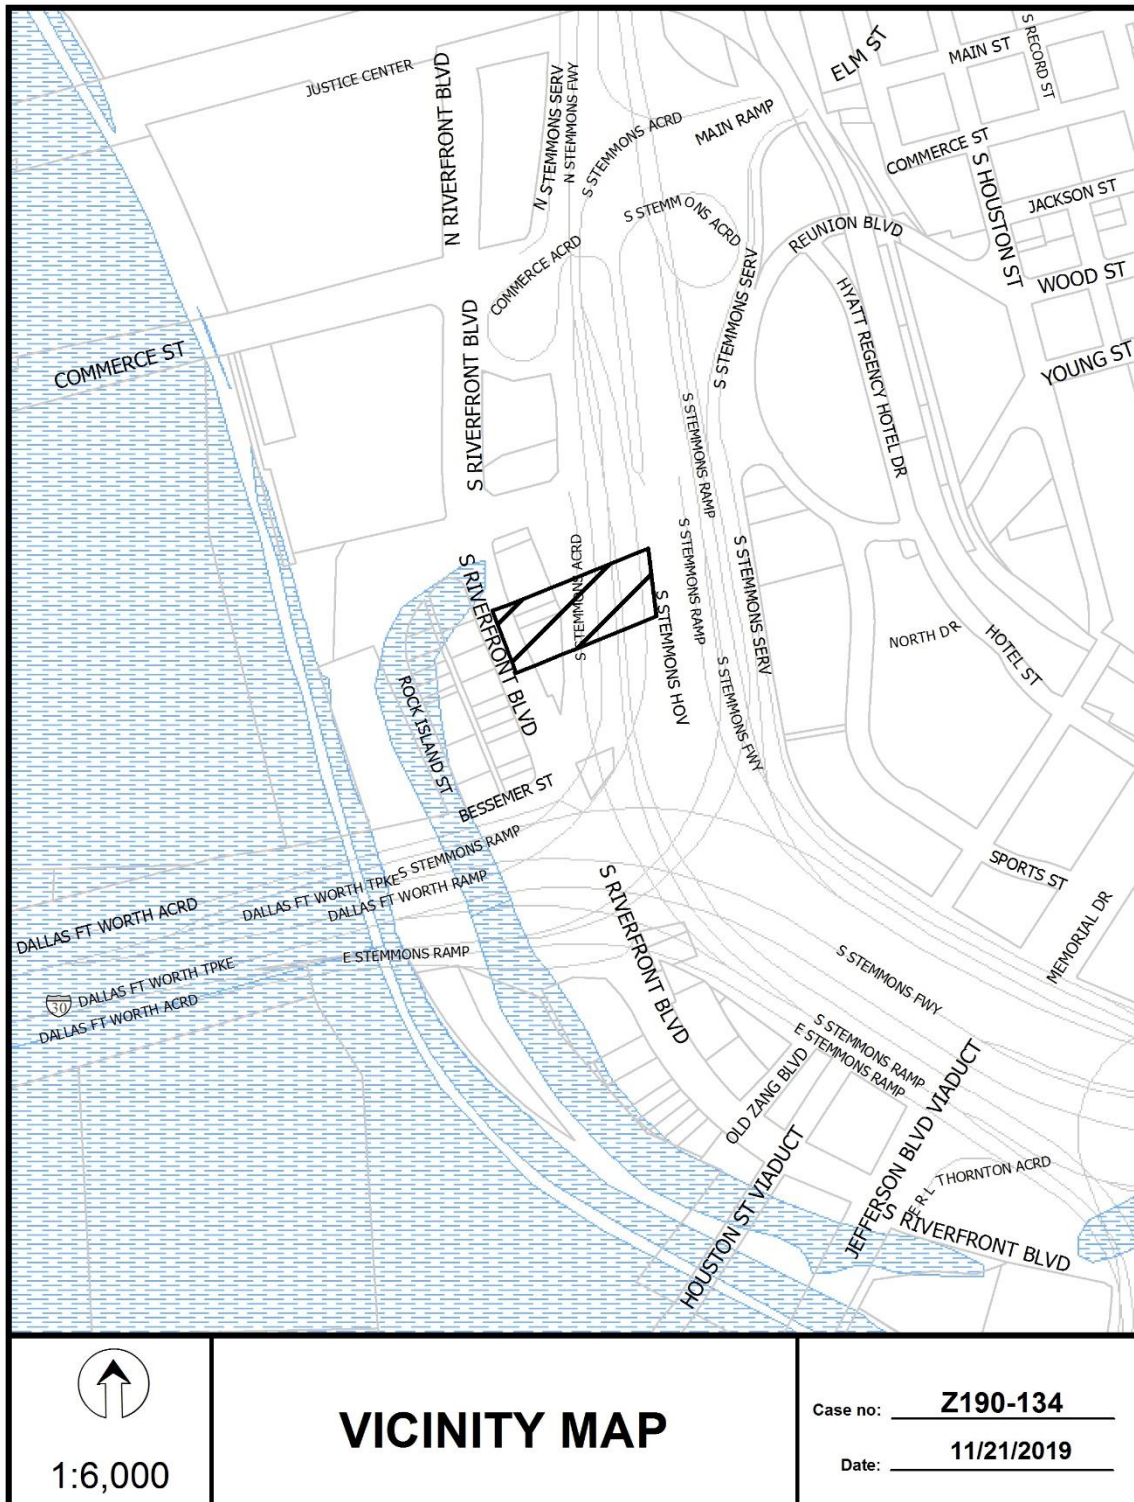 S RECORD ST
ELM ST
MAIN ST
JUSTICE CENTER
N RIVERFRONT BLVD
N STEMMONS SERV
N STEMMONS FWY
S STEMMONS ACRD
MAIN RAMP
COMMERCE ST
S HOUSTON ST
JACKSON ST
S STEMMONS ACRD
REUNION BLVD
COMMERCE ACRD
WOOD ST
S STEMMONS SERV
HYATT REGENCY HOTEL DR
COMMERCE ST
S RIVERFRONT BLVD
YOUNG ST
S STEMMONS RAMP
S STEMMONS ACRD
S STEMMONS RAMP
S STEMMONS SERV
S RIVERFRONT BLVD
S STEMMONS HOV
NORTH DR
HOTEL ST
ROCK ISLAND ST
S STEMMONS FWY
BESSEMER ST
S STEMMONS RAMP
DALLAS FT WORTH TPKE
DALLAS FT WORTH RAMP
SPORTS ST
S RIVERFRONT BLVD
DALLAS FT WORTH ACRD
MEMORIAL DR
E STEMMONS RAMP
S STEMMONS FWY
30
DALLAS FT WORTH TPKE
DALLAS FT WORTH ACRD
S STEMMONS RAMP
E STEMMONS RAMP
OLD ZANG BLVD
JEFFERSON BLVD VIADUCT
HOUSTON ST VIADUCT
E R L THORNTON ACRD
S RIVERFRONT BLVD
1:6,000
VICINITY MAP
Case no: Z190-134
Date: 11/21/2019